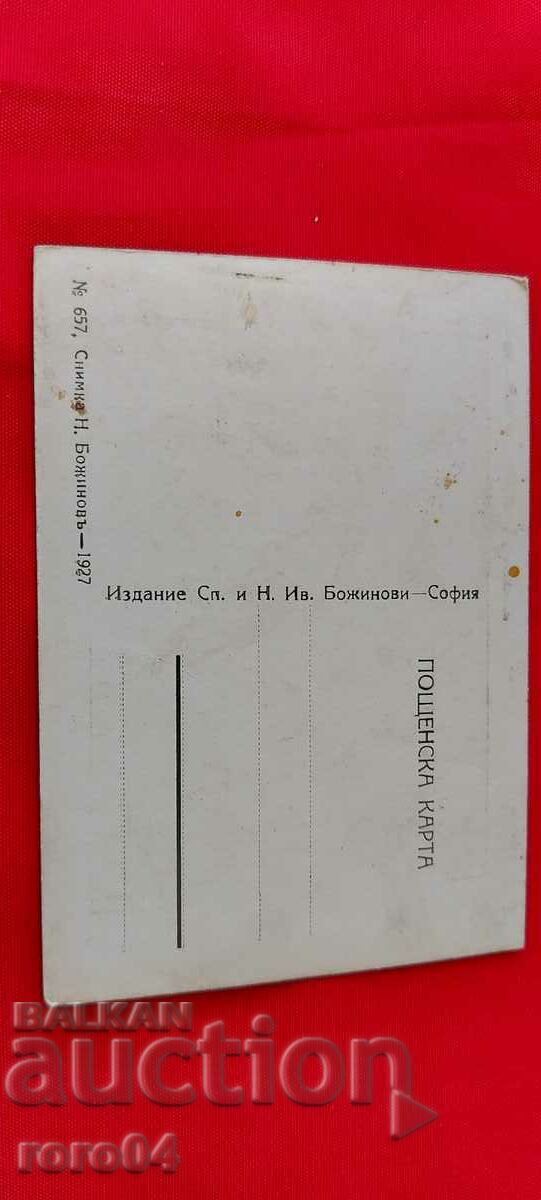 № 657, Снимка Н. Божиновъ — 1927
Издание Сп. и Н. Ив. Божинови—София
ПОЩЕНСКА КАРТА
BALKAN
auction
roro04